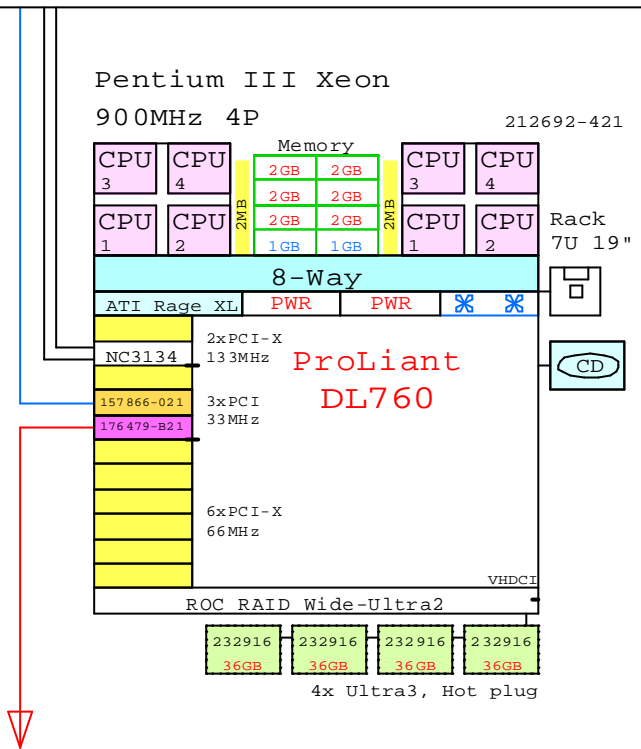 Pentium III Xeon
900MHz 4P
212692-421
Memory
CPU 3
CPU 4
CPU 1
CPU 2
2MB
2GB 2GB
2GB 2GB
2GB 2GB
1GB 1GB
2MB
CPU 3
CPU 4
CPU 1
CPU 2
Rack
7U 19"
8-Way
ATI Rage XL
PWR
PWR
2xPCI-X
133MHz
NC3134
ProLiant
DL760
CD
157866-021
176479-B21
3xPCI
33MHz
6xPCI-X
66MHz
VHDCI
ROC RAID Wide-Ultra2
232916 232916 232916 232916
36GB 36GB 36GB 36GB
4x Ultra3, Hot plug